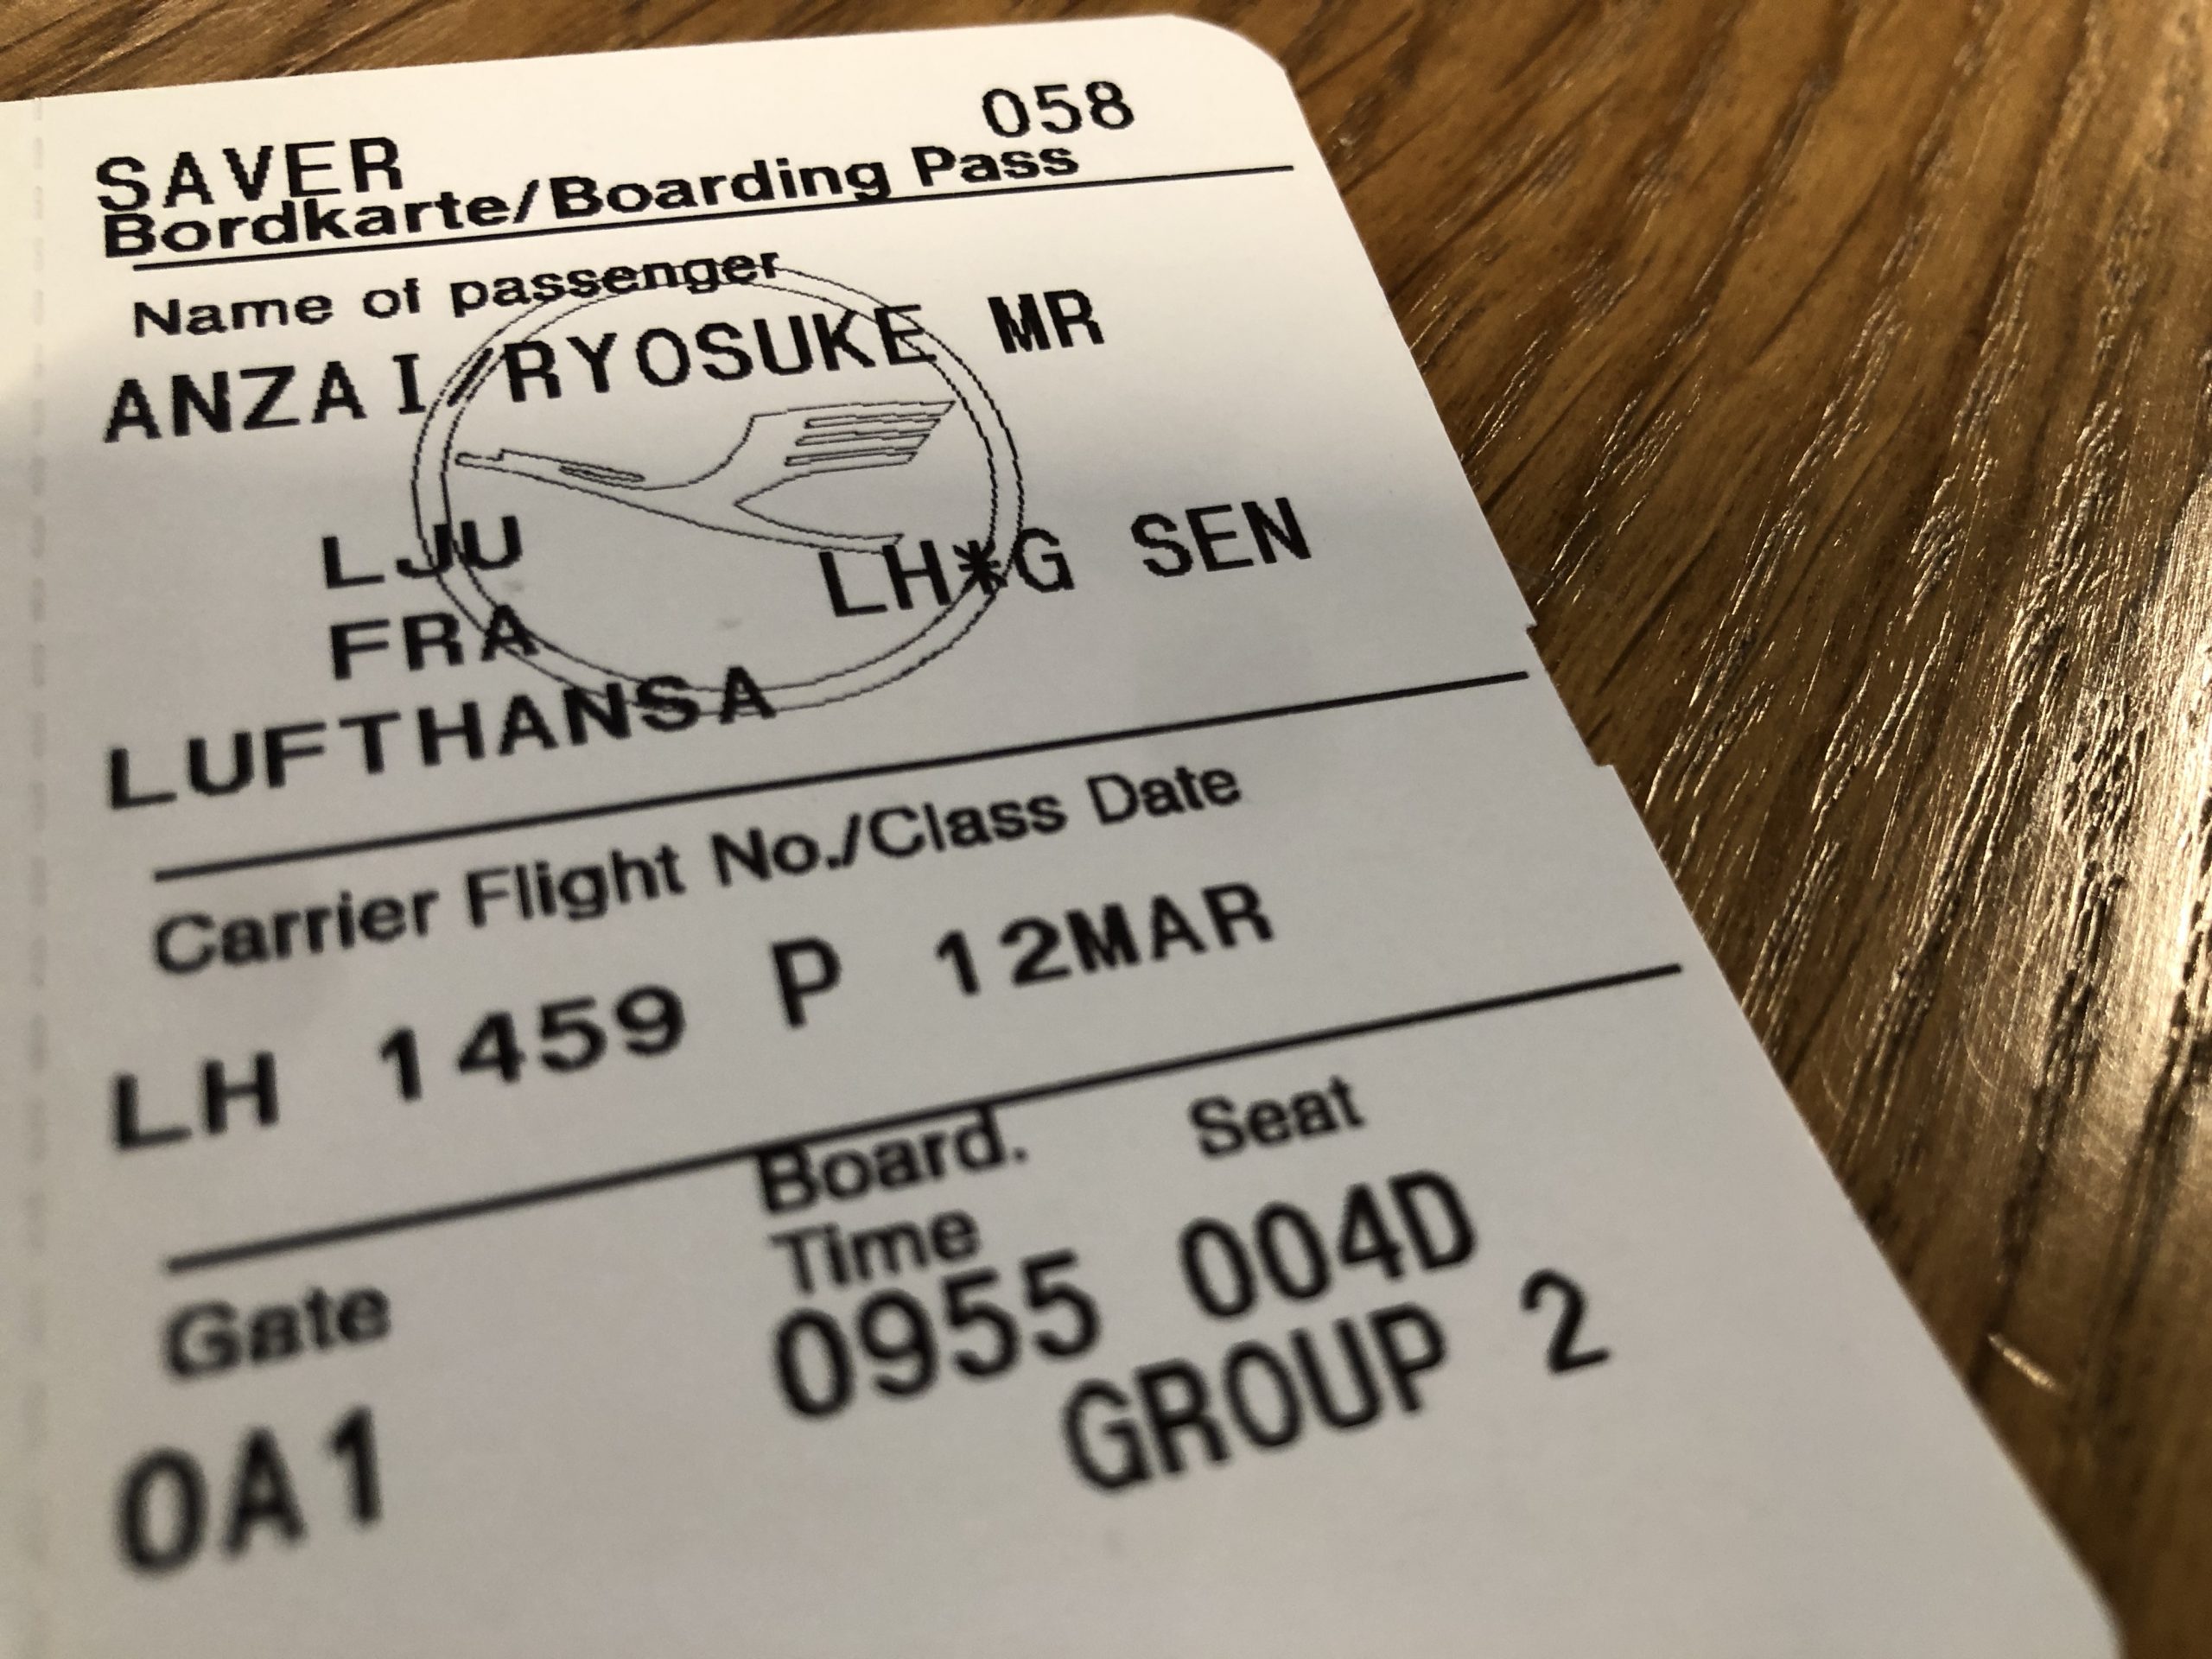 SAVER 058
Bordkarte/Boarding Pass
Name of passenger
ANZAI/RYOSUKE MR
LJU
LH*G SEN
FRA
LUFTHANSA
Carrier Flight No./Class Date
LH 1459 P 12MAR
Gate Board. Time Seat
0A1 0955 004D
GROUP 2